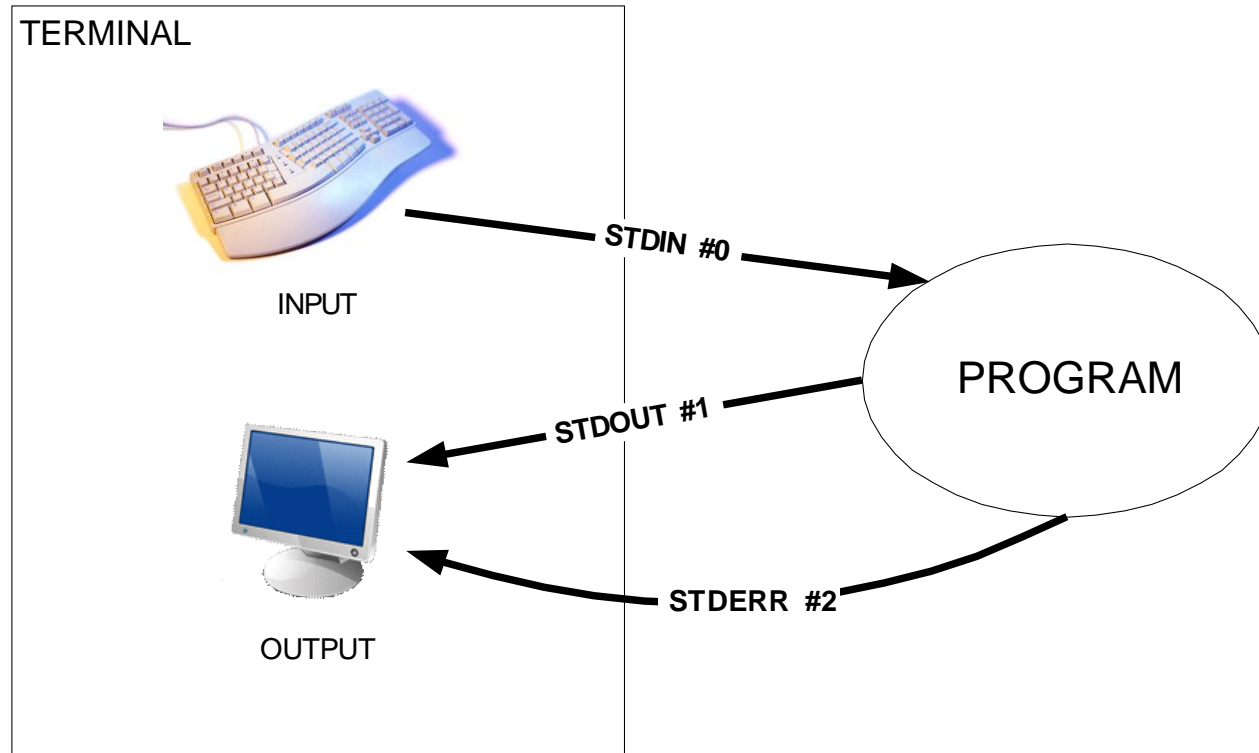 TERMINAL
STDIN #0
INPUT
PROGRAM
STDOUT #1
STDERR #2
OUTPUT